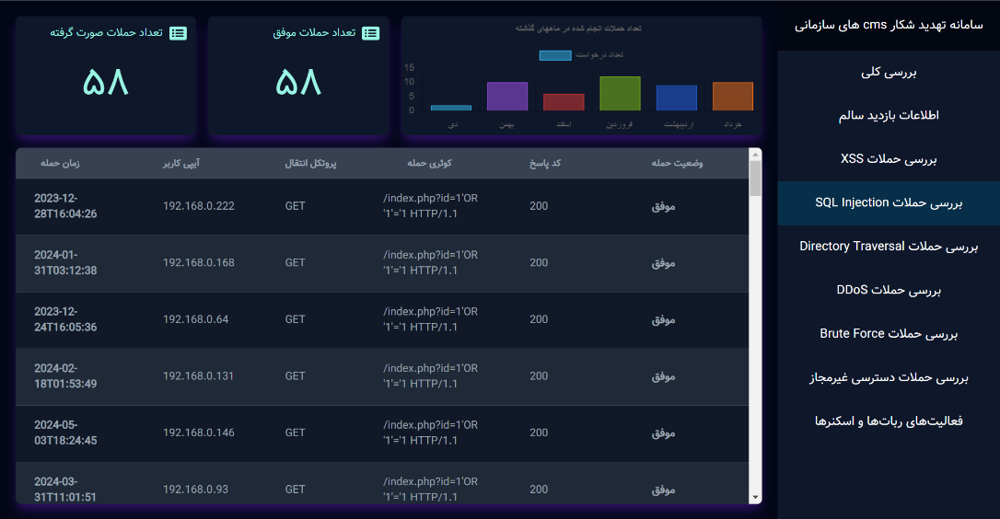 سامانه تهدید شکار cms های سازمانی
بررسی کلی
اطلاعات بازدید سالم
بررسی حملات XSS
بررسی حملات SQL Injection
بررسی حملات Directory Traversal
بررسی حملات DDoS
بررسی حملات Brute Force
بررسی حملات دسترسی غیرمجاز
فعالیت‌های ربات‌ها و اسکنرها
تعداد حملات انجام شده در ماههای گذشته
تعداد درخواست
15
10
5
0
دی
بهمن
اسفند
فروردین
اردیبهشت
خرداد
تعداد حملات موفق
۵۸
تعداد حملات صورت گرفته
۵۸
زمان حمله آیپی کاربر پروتکل انتقال کوئری حمله کد پاسخ وضعیت حمله
2023-12-
28T16:04:26
192.168.0.222
GET
/index.php?id=1'OR
'1'='1 HTTP/1.1
200
موفق
2024-01-
31T03:12:38
192.168.0.168
GET
/index.php?id=1'OR
'1'='1 HTTP/1.1
200
موفق
2023-12-
24T16:05:36
192.168.0.64
GET
/index.php?id=1'OR
'1'='1 HTTP/1.1
200
موفق
2024-02-
18T01:53:49
192.168.0.131
GET
/index.php?id=1'OR
'1'='1 HTTP/1.1
200
موفق
2024-05-
03T18:24:45
192.168.0.146
GET
/index.php?id=1'OR
'1'='1 HTTP/1.1
200
موفق
2024-03-
31T11:01:51
192.168.0.93
GET
/index.php?id=1'OR
'1'='1 HTTP/1.1
200
موفق